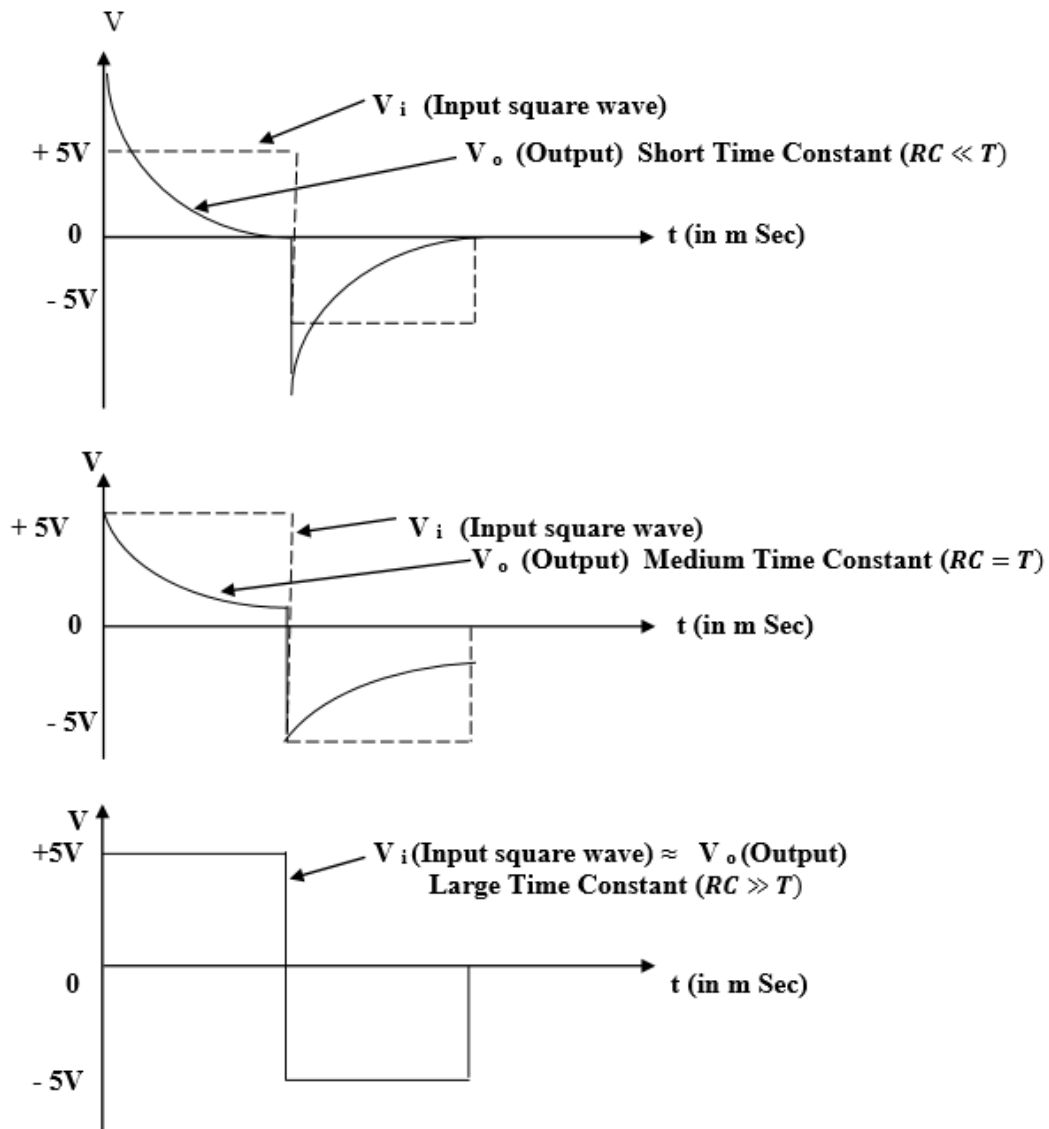 V
V i (Input square wave)
+ 5V
V o (Output) Short Time Constant (RC ≪ T)
0
t (in m Sec)
- 5V
V
+ 5V
V i (Input square wave)
V o (Output) Medium Time Constant (RC = T)
0
t (in m Sec)
- 5V
V
+5V
V i (Input square wave) ≈ V o (Output)
Large Time Constant (RC ≫ T)
0
t (in m Sec)
- 5V